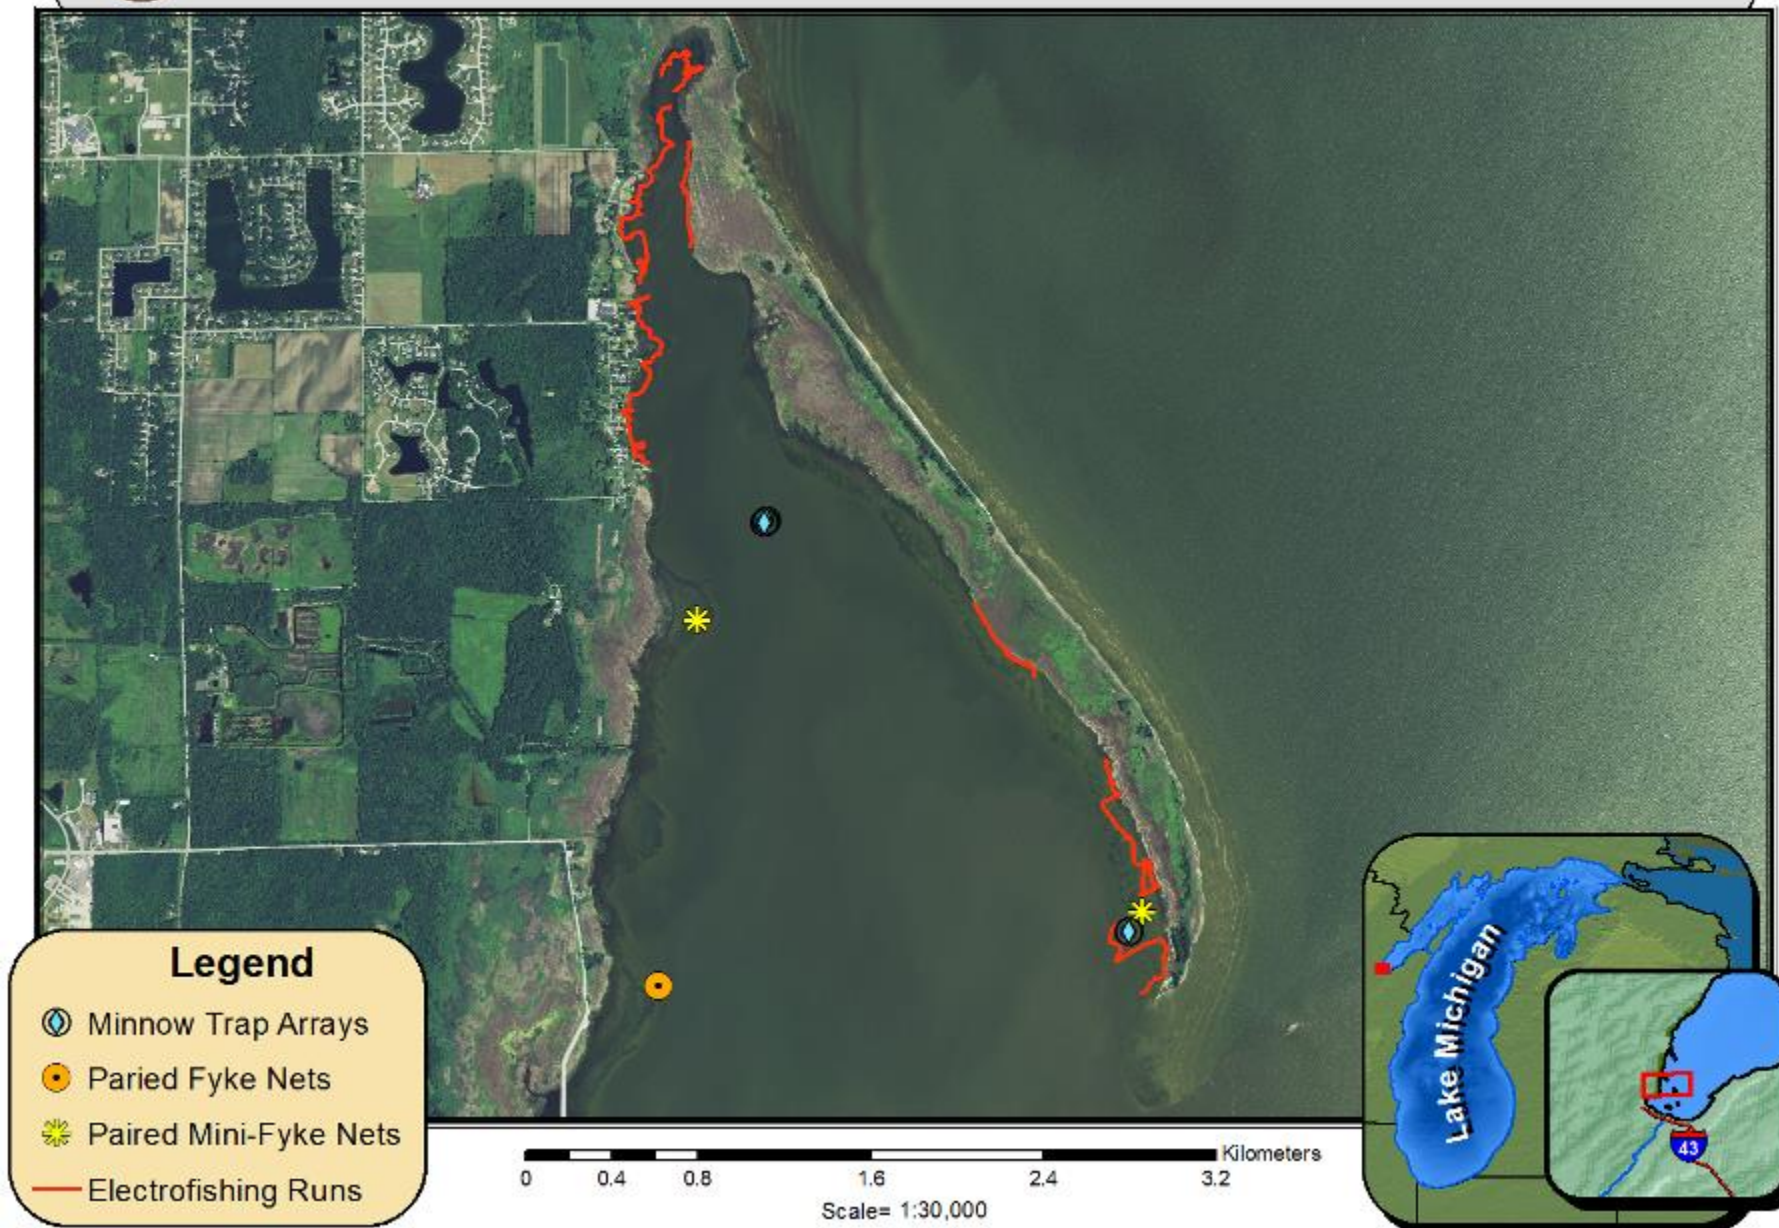 Legend
Minnow Trap Arrays
Paried Fyke Nets
Paired Mini-Fyke Nets
Electrofishing Runs
0 0.4 0.8 1.6 2.4 3.2
Kilometers
Scale= 1:30,000
Lake Michigan
43